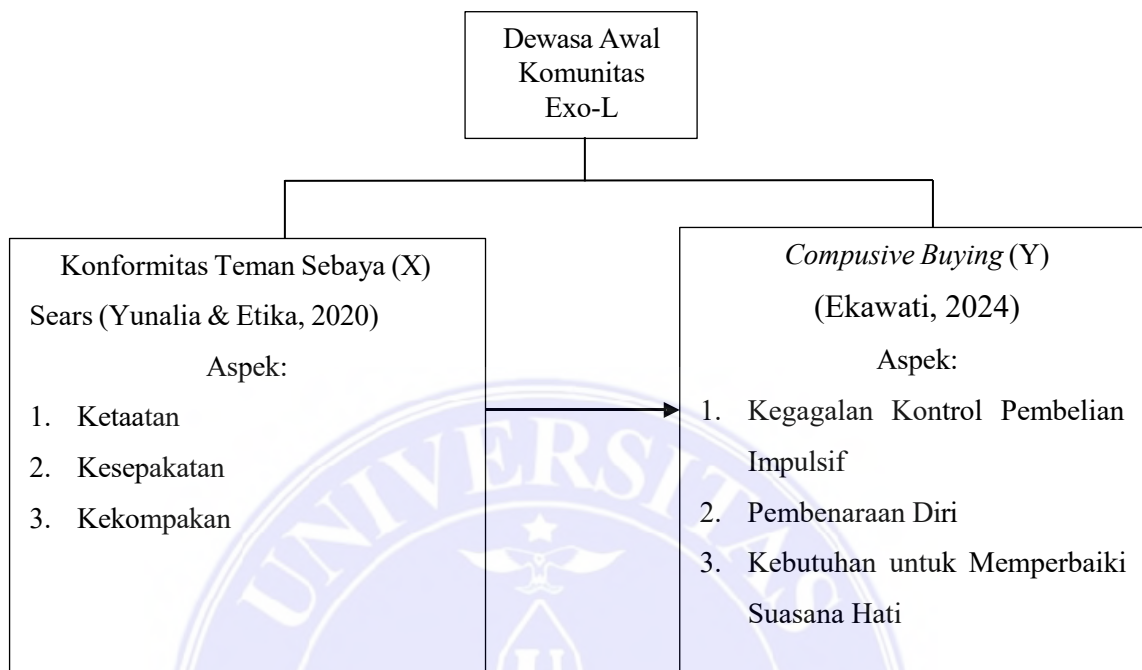 Dewasa Awal
Komunitas
Exo-L
Konformitas Teman Sebaya (X)
Sears (Yunalia & Etika, 2020)
Aspek:
1. Ketaatan
2. Kesepakatan
3. Kekompakan
Compusive Buying (Y)
(Ekawati, 2024)
Aspek:
1. Kegagalan Kontrol Pembelian
Impulsif
2. Pembenaraan Diri
3. Kebutuhan untuk Memperbaiki
Suasana Hati
UNIVERSITAS